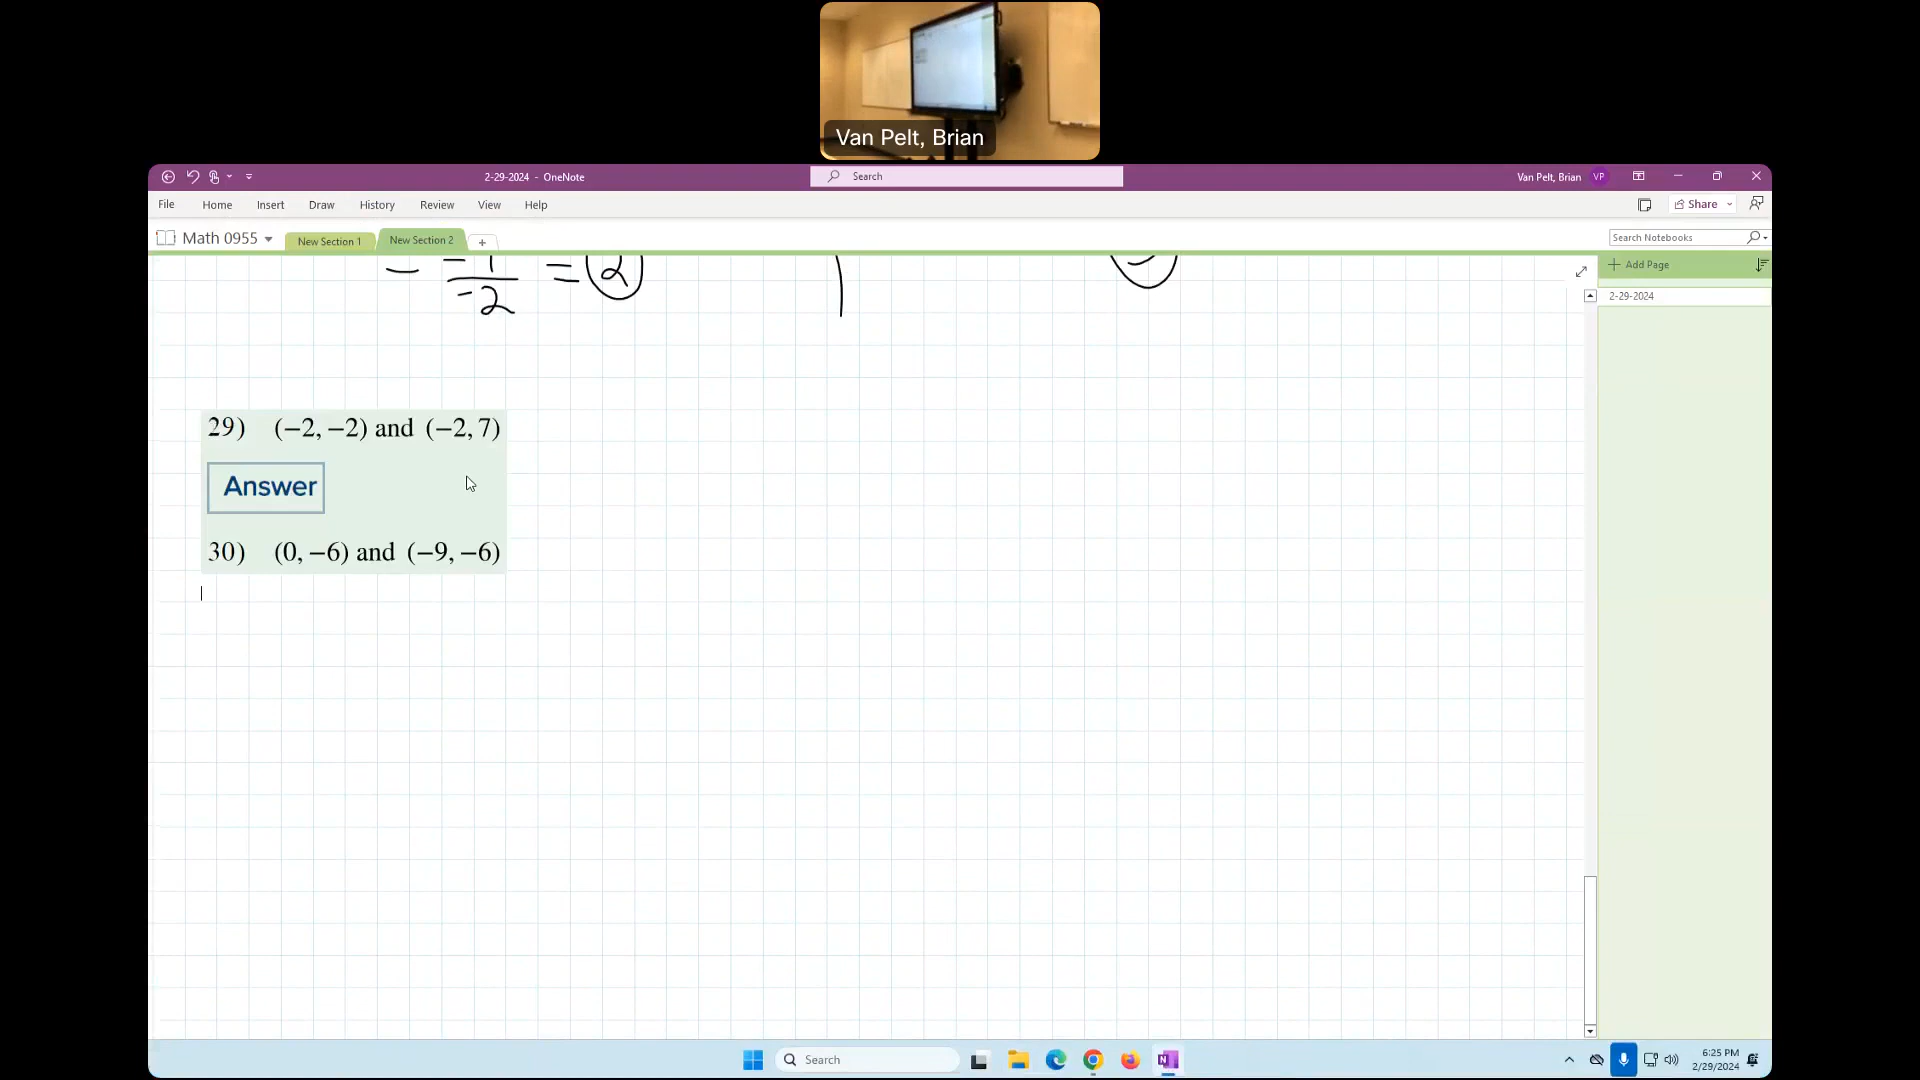 Van Pelt, Brian
2-29-2024 - OneNote
Search
Van Pelt, Brian VP
File Home Insert Draw History Review View Help
Share
Math 0955 New Section 1 New Section 2 +
Search Notebooks
Add Page
2-29-2024
-2
= 2
29) (−2, −2) and (−2, 7)
Answer
30) (0, −6) and (−9, −6)
Search
6:25 PM
2/29/2024